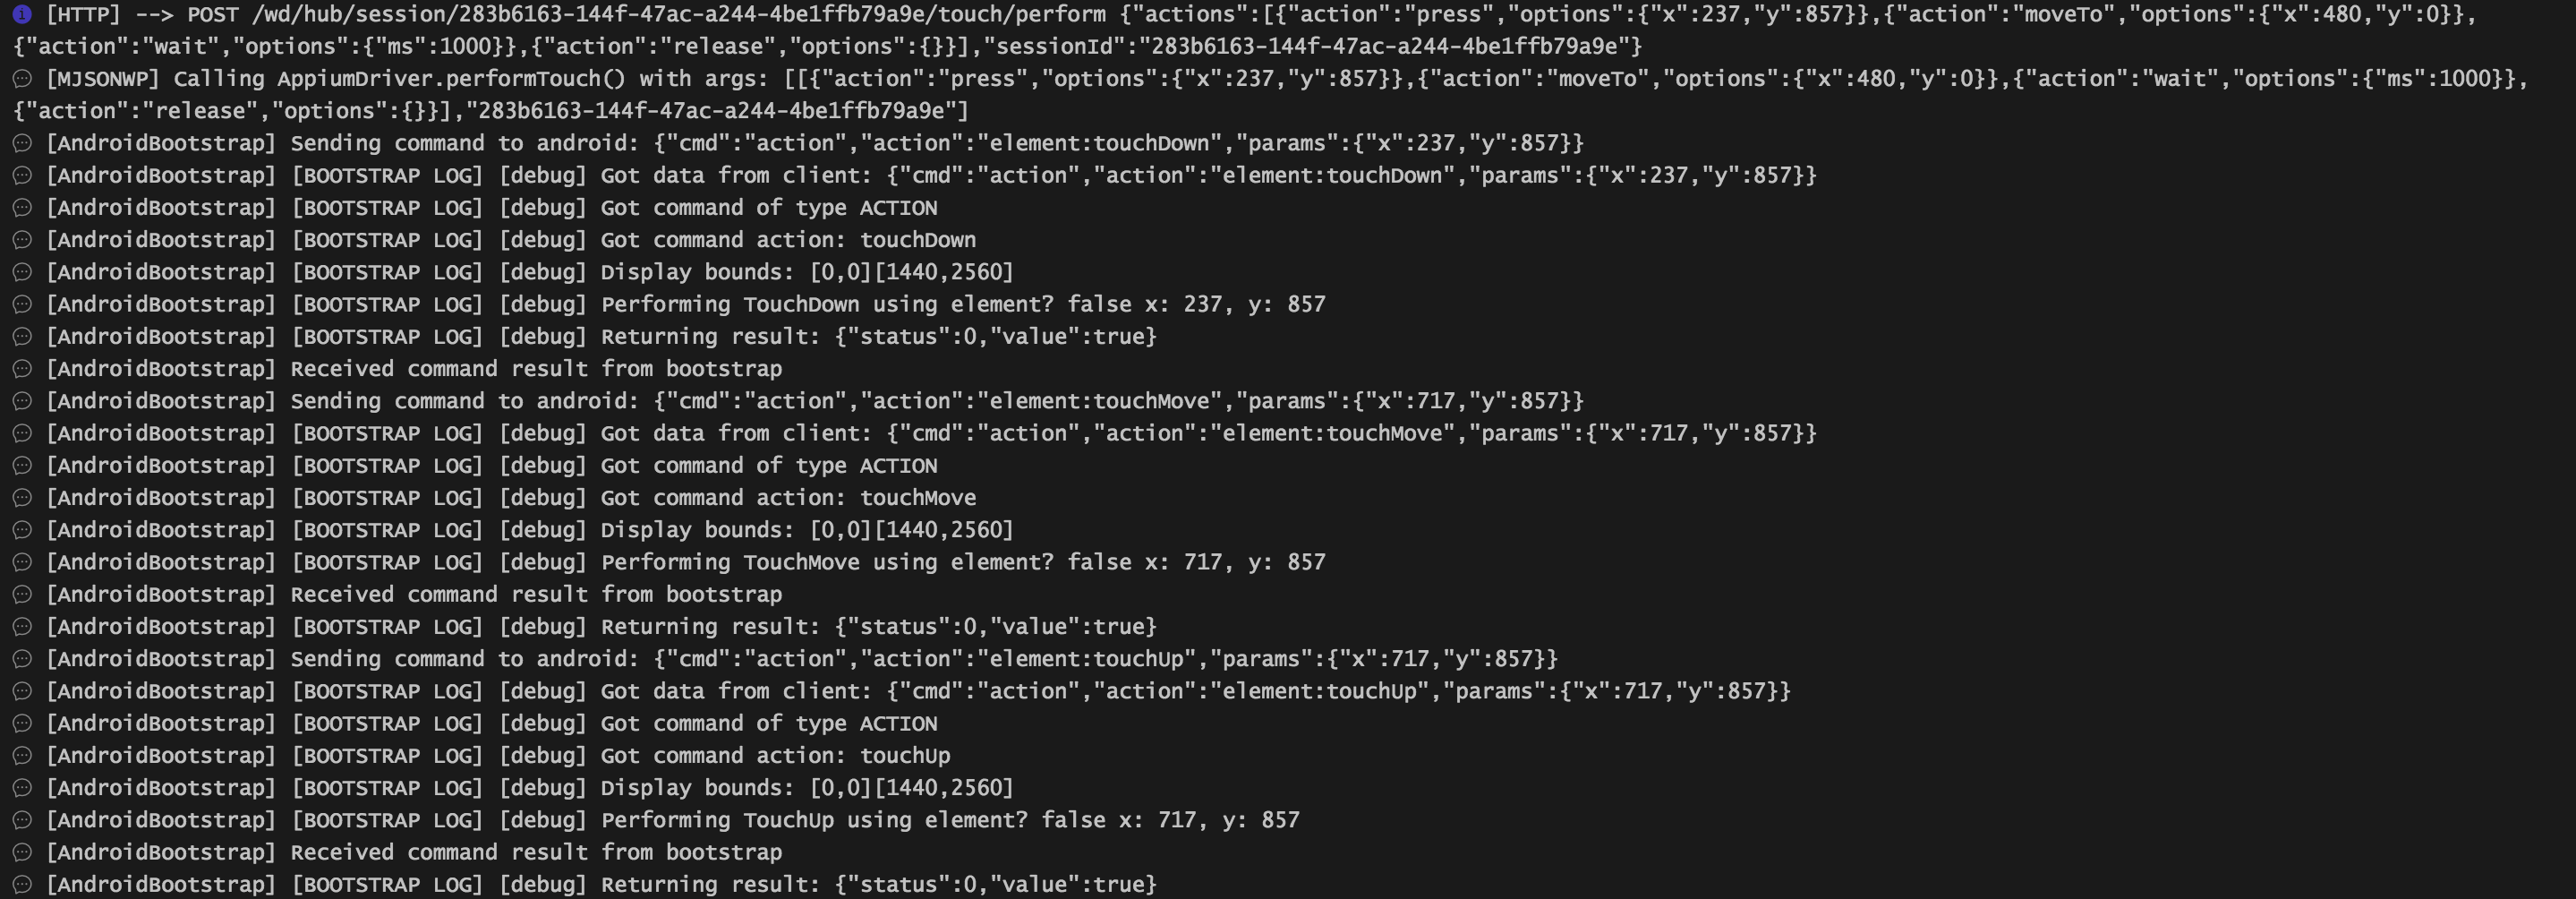 [HTTP] --> POST /wd/hub/session/283b6163-144f-47ac-a244-4be1ffb79a9e/touch/perform {"actions":[{"action":"press","options":{"x":237,"y":857}},{"action":"moveTo","options":{"x":480,"y":0}},
{"action":"wait","options":{"ms":1000}},{"action":"release","options":{}}],"sessionId":"283b6163-144f-47ac-a244-4be1ffb79a9e"}
[MJSONWP] Calling AppiumDriver.performTouch() with args: [[{"action":"press","options":{"x":237,"y":857}},{"action":"moveTo","options":{"x":480,"y":0}},{"action":"wait","options":{"ms":1000}},
{"action":"release","options":{}}],"283b6163-144f-47ac-a244-4be1ffb79a9e"]
[AndroidBootstrap] Sending command to android: {"cmd":"action","action":"element:touchDown","params":{"x":237,"y":857}}
[AndroidBootstrap] [BOOTSTRAP LOG] [debug] Got data from client: {"cmd":"action","action":"element:touchDown","params":{"x":237,"y":857}}
[AndroidBootstrap] [BOOTSTRAP LOG] [debug] Got command of type ACTION
[AndroidBootstrap] [BOOTSTRAP LOG] [debug] Got command action: touchDown
[AndroidBootstrap] [BOOTSTRAP LOG] [debug] Display bounds: [0,0][1440,2560]
[AndroidBootstrap] [BOOTSTRAP LOG] [debug] Performing TouchDown using element? false x: 237, y: 857
[AndroidBootstrap] [BOOTSTRAP LOG] [debug] Returning result: {"status":0,"value":true}
[AndroidBootstrap] Received command result from bootstrap
[AndroidBootstrap] Sending command to android: {"cmd":"action","action":"element:touchMove","params":{"x":717,"y":857}}
[AndroidBootstrap] [BOOTSTRAP LOG] [debug] Got data from client: {"cmd":"action","action":"element:touchMove","params":{"x":717,"y":857}}
[AndroidBootstrap] [BOOTSTRAP LOG] [debug] Got command of type ACTION
[AndroidBootstrap] [BOOTSTRAP LOG] [debug] Got command action: touchMove
[AndroidBootstrap] [BOOTSTRAP LOG] [debug] Display bounds: [0,0][1440,2560]
[AndroidBootstrap] [BOOTSTRAP LOG] [debug] Performing TouchMove using element? false x: 717, y: 857
[AndroidBootstrap] Received command result from bootstrap
[AndroidBootstrap] [BOOTSTRAP LOG] [debug] Returning result: {"status":0,"value":true}
[AndroidBootstrap] Sending command to android: {"cmd":"action","action":"element:touchUp","params":{"x":717,"y":857}}
[AndroidBootstrap] [BOOTSTRAP LOG] [debug] Got data from client: {"cmd":"action","action":"element:touchUp","params":{"x":717,"y":857}}
[AndroidBootstrap] [BOOTSTRAP LOG] [debug] Got command of type ACTION
[AndroidBootstrap] [BOOTSTRAP LOG] [debug] Got command action: touchUp
[AndroidBootstrap] [BOOTSTRAP LOG] [debug] Display bounds: [0,0][1440,2560]
[AndroidBootstrap] [BOOTSTRAP LOG] [debug] Performing TouchUp using element? false x: 717, y: 857
[AndroidBootstrap] Received command result from bootstrap
[AndroidBootstrap] [BOOTSTRAP LOG] [debug] Returning result: {"status":0,"value":true}